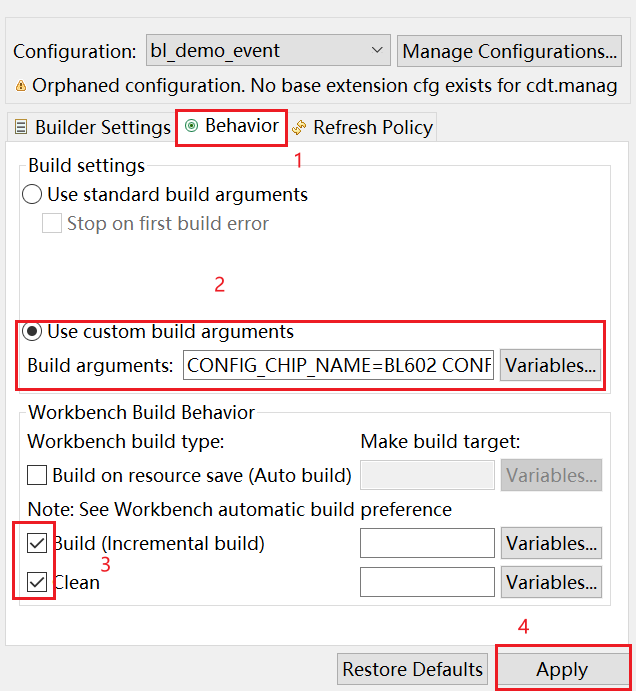 Configuration: bl_demo_event Manage Configurations...
Orphaned configuration. No base extension cfg exists for cdt.manag
Builder Settings Behavior Refresh Policy
1
Build settings
Use standard build arguments
Stop on first build error
2
Use custom build arguments
Build arguments: CONFIG_CHIP_NAME=BL602 CONF Variables...
Workbench Build Behavior
Workbench build type: Make build target:
Build on resource save (Auto build) Variables...
Note: See Workbench automatic build preference
Build (Incremental build) Variables...
3
Clean Variables...
4
Restore Defaults Apply